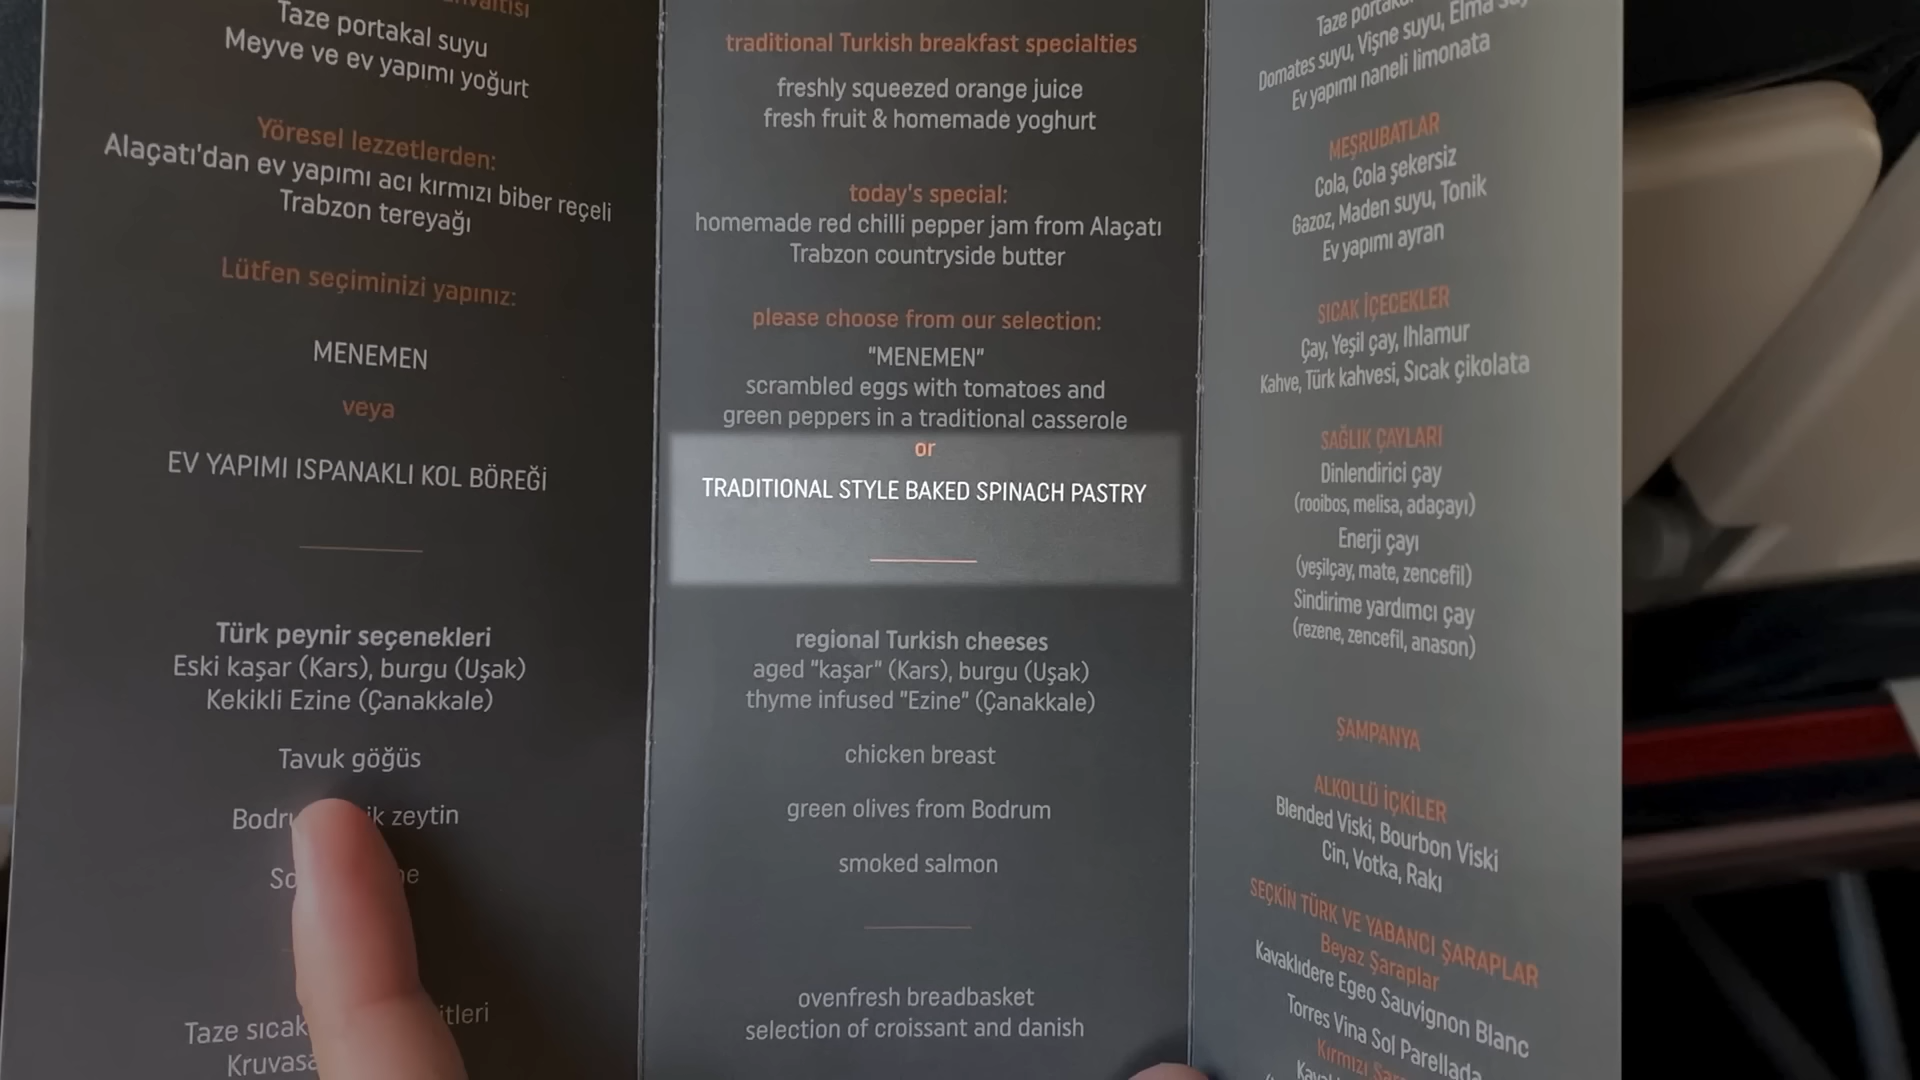 Taze portakal suyu
Meyve ve ev yapımı yoğurt
Yöresel lezzetlerden:
Alaçatı'dan ev yapımı acı kırmızı biber reçeli
Trabzon tereyağı
Lütfen seçiminizi yapınız:
MENEMEN
veya
EV YAPIMI ISPANAKLI KOL BÖREĞİ
Türk peynir seçenekleri
Eski kaşar (Kars), burgu (Uşak)
Kekikli Ezine (Çanakkale)
Tavuk göğüs
zeytin
Taze sıcak
traditional Turkish breakfast specialties
freshly squeezed orange juice
fresh fruit & homemade yoghurt
today's special:
homemade red chilli pepper jam from Alaçatı
Trabzon countryside butter
please choose from our selection:
"MENEMEN"
scrambled eggs with tomatoes and
green peppers in a traditional casserole
or
TRADITIONAL STYLE BAKED SPINACH PASTRY
regional Turkish cheeses
aged "kaşar" (Kars), burgu (Uşak)
thyme infused "Ezine" (Çanakkale)
chicken breast
green olives from Bodrum
smoked salmon
ovenfresh breadbasket
selection of croissant and danish
Taze
Domates suyu, Vişne suyu, Elma
Ev yapımı naneli limonata
MEŞRUBATLAR
Cola, Cola şekersiz
Gazoz, Maden suyu, Tonik
Ev yapımı ayran
SICAK İÇECEKLER
Çay, Yeşil çay, Ihlamur
Kahve, Türk kahvesi, Sıcak çikolata
SAĞLIK ÇAYLARI
Dinlendirici çay
(rooibos, melisa, adaçayı)
Enerji çayı
(yeşilçay, mate, zencefil)
Sindirime yardımcı çay
(rezene, zencefil, anason)
ŞAMPANYA
ALKOLLÜ İÇKİLER
Blended Viski, Bourbon Viski
Cin, Votka, Rakı
SEÇKİN TÜRK VE YABANCI ŞARAPLAR
Beyaz Şaraplar
Kavaklıdere Egeo Sauvignon Blanc
Torres Vina Sol Parellada
Kırmızı